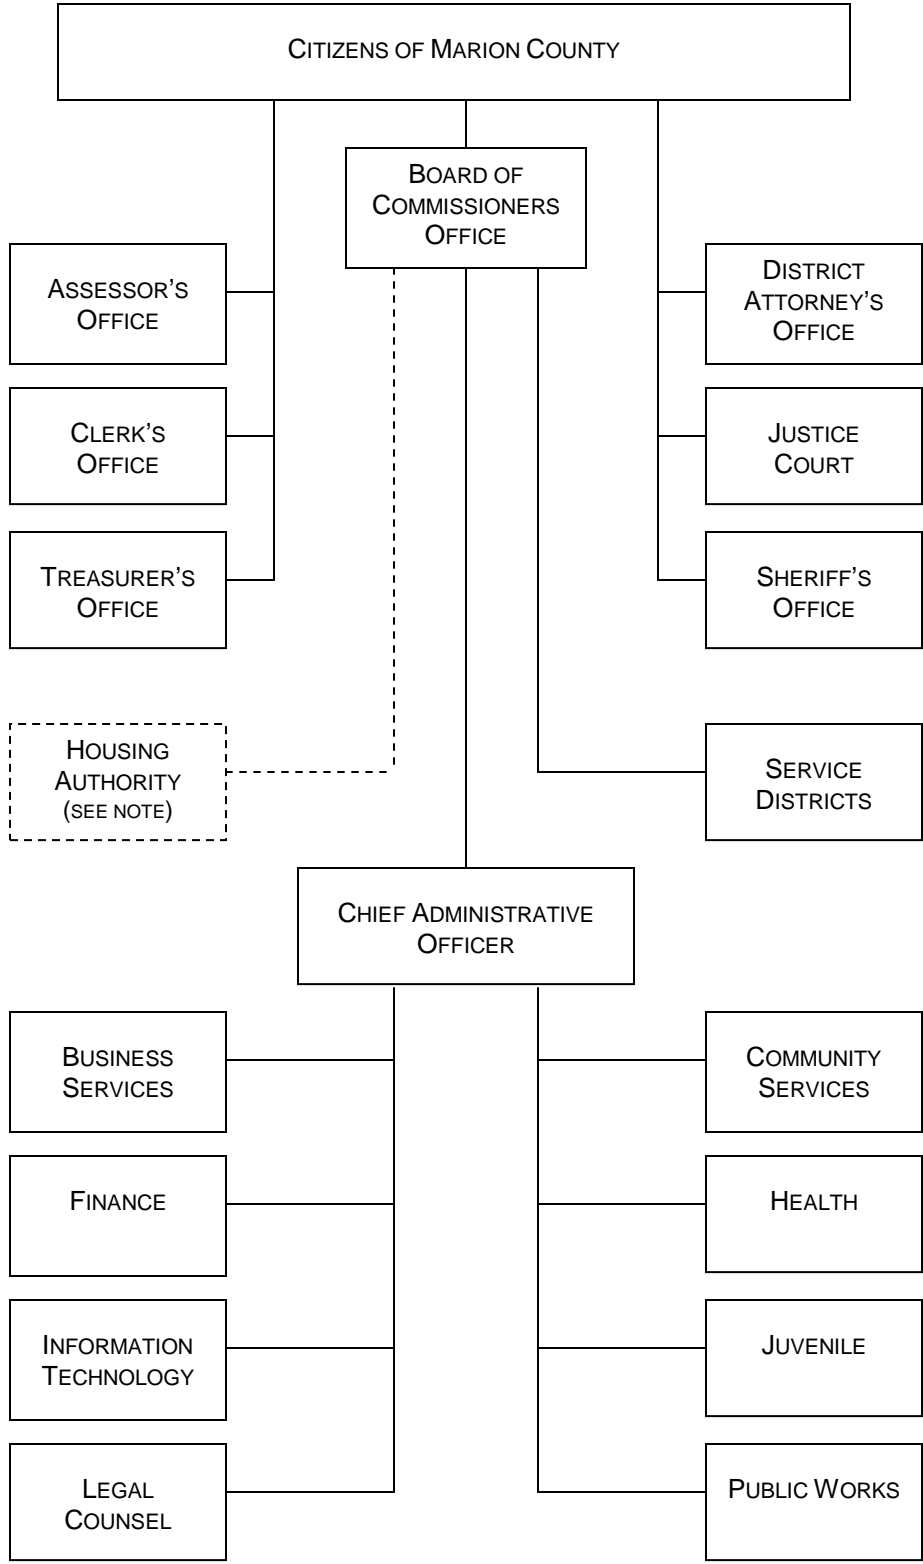 CITIZENS OF MARION COUNTY
BOARD OF
COMMISSIONERS
OFFICE
ASSESSOR’S
OFFICE
DISTRICT
ATTORNEY’S
OFFICE
CLERK’S
OFFICE
JUSTICE
COURT
TREASURER’S
OFFICE
SHERIFF’S
OFFICE
HOUSING
AUTHORITY
(SEE NOTE)
SERVICE
DISTRICTS
CHIEF ADMINISTRATIVE
OFFICER
BUSINESS
SERVICES
COMMUNITY
SERVICES
FINANCE
HEALTH
INFORMATION
TECHNOLOGY
JUVENILE
LEGAL
COUNSEL
PUBLIC WORKS